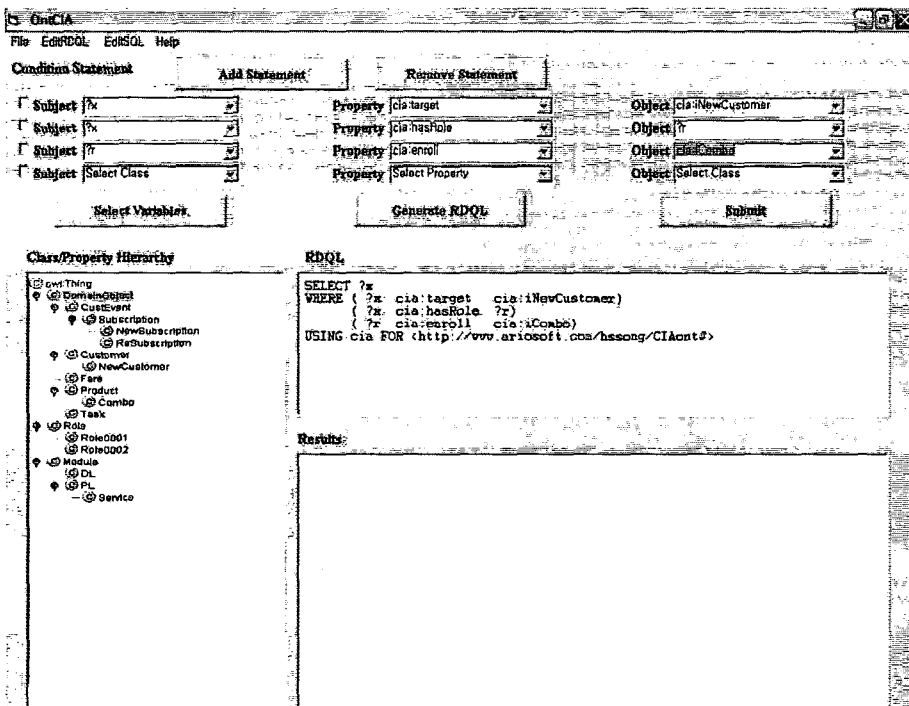 OntCIA
File EditRDQL EditSQL Help
Condition Statement Add Statement Remove Statement
Subject ?x Property cia:target Object cia:iNewCustomer
Subject ?x Property cia:hasRole Object ?r
Subject ?r Property cia:enroll Object cia:iCombo
Subject Select Class Property Select Property Object Select Class
Select Variables Generate RDQL Submit
Class/Property Hierarchy RDQL
owl:Thing
DomainObject
CustEvent
Subscription
NewSubscription
ReSubscription
Customer
NewCustomer
Fare
Product
Combo
Task
Role
Role0001
Role0002
Module
DL
PL
Service
SELECT ?x
WHERE ( ?x cia:target cia:iNewCustomer)
( ?x cia:hasRole ?r)
( ?r cia:enroll cia:iCombo)
USING cia FOR <http://www.ariosoft.com/hssong/CIAont#>
Results